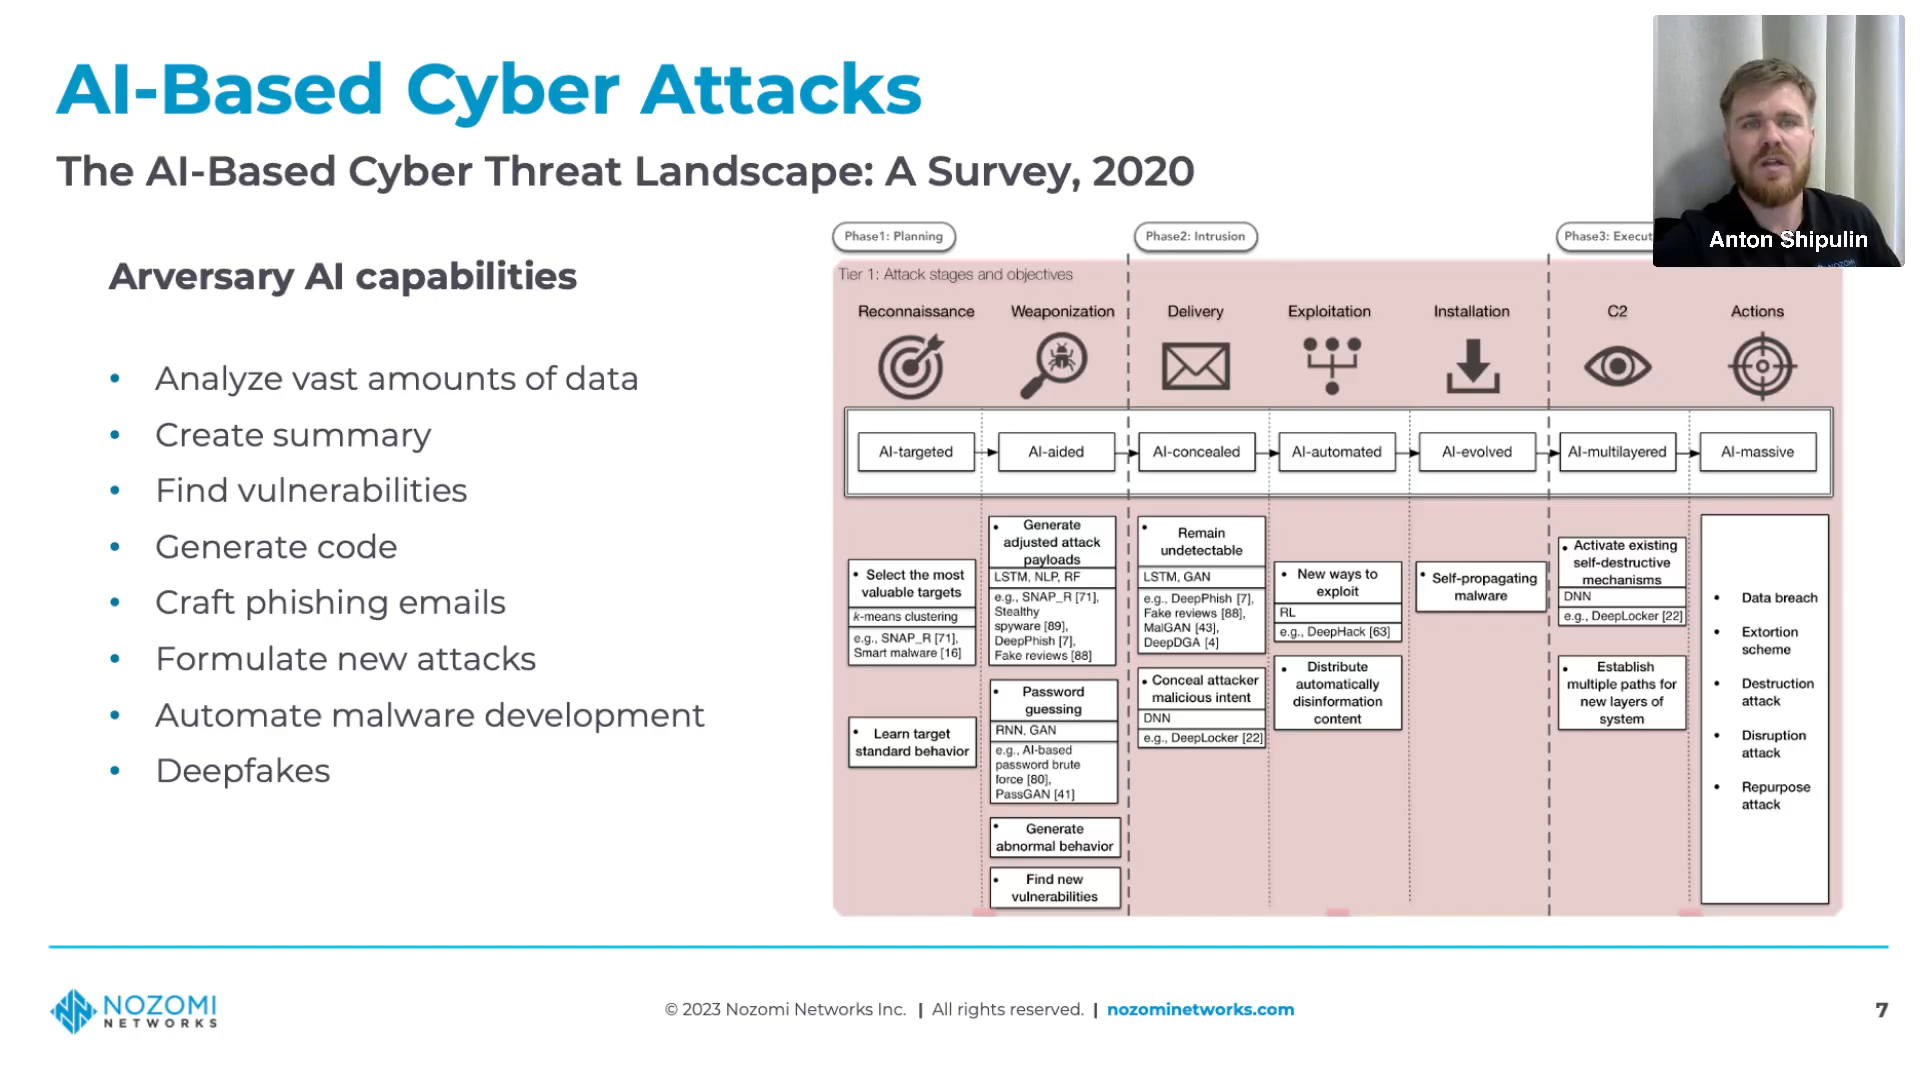 AI-Based Cyber Attacks
The AI-Based Cyber Threat Landscape: A Survey, 2020
Anton Shipulin
Arversary AI capabilities
• Analyze vast amounts of data
• Create summary
• Find vulnerabilities
• Generate code
• Craft phishing emails
• Formulate new attacks
• Automate malware development
• Deepfakes
Phase1: Planning
Phase2: Intrusion
Phase3: Execut
Tier 1: Attack stages and objectives
Reconnaissance
Weaponization
Delivery
Exploitation
Installation
C2
Actions
AI-targeted
AI-aided
AI-concealed
AI-automated
AI-evolved
AI-multilayered
AI-massive
• Select the most
valuable targets
k-means clustering
e.g., SNAP_R [71],
Smart malware [16]
• Learn target
standard behavior
• Generate
adjusted attack
payloads
LSTM, NLP, RF
e.g., SNAP_R [71],
Stealthy
spyware [89],
DeepPhish [7],
Fake reviews [88]
• Password
guessing
RNN, GAN
e.g., AI-based
password brute
force [80],
PassGAN [41]
• Generate
abnormal behavior
• Find new
vulnerabilities
• Remain
undetectable
LSTM, GAN
e.g., DeepPhish [7],
Fake reviews [88],
MalGAN [43],
DeepDGA [4]
• Conceal attacker
malicious intent
DNN
e.g., DeepLocker [22]
• New ways to
exploit
RL
e.g., DeepHack [63]
• Distribute
automatically
disinformation
content
• Self-propagating
malware
• Activate existing
self-destructive
mechanisms
DNN
e.g., DeepLocker [22]
• Establish
multiple paths for
new layers of
system
• Data breach
• Extortion
scheme
• Destruction
attack
• Disruption
attack
• Repurpose
attack
NOZOMI
NETWORKS
© 2023 Nozomi Networks Inc. | All rights reserved. | nozominetworks.com
7